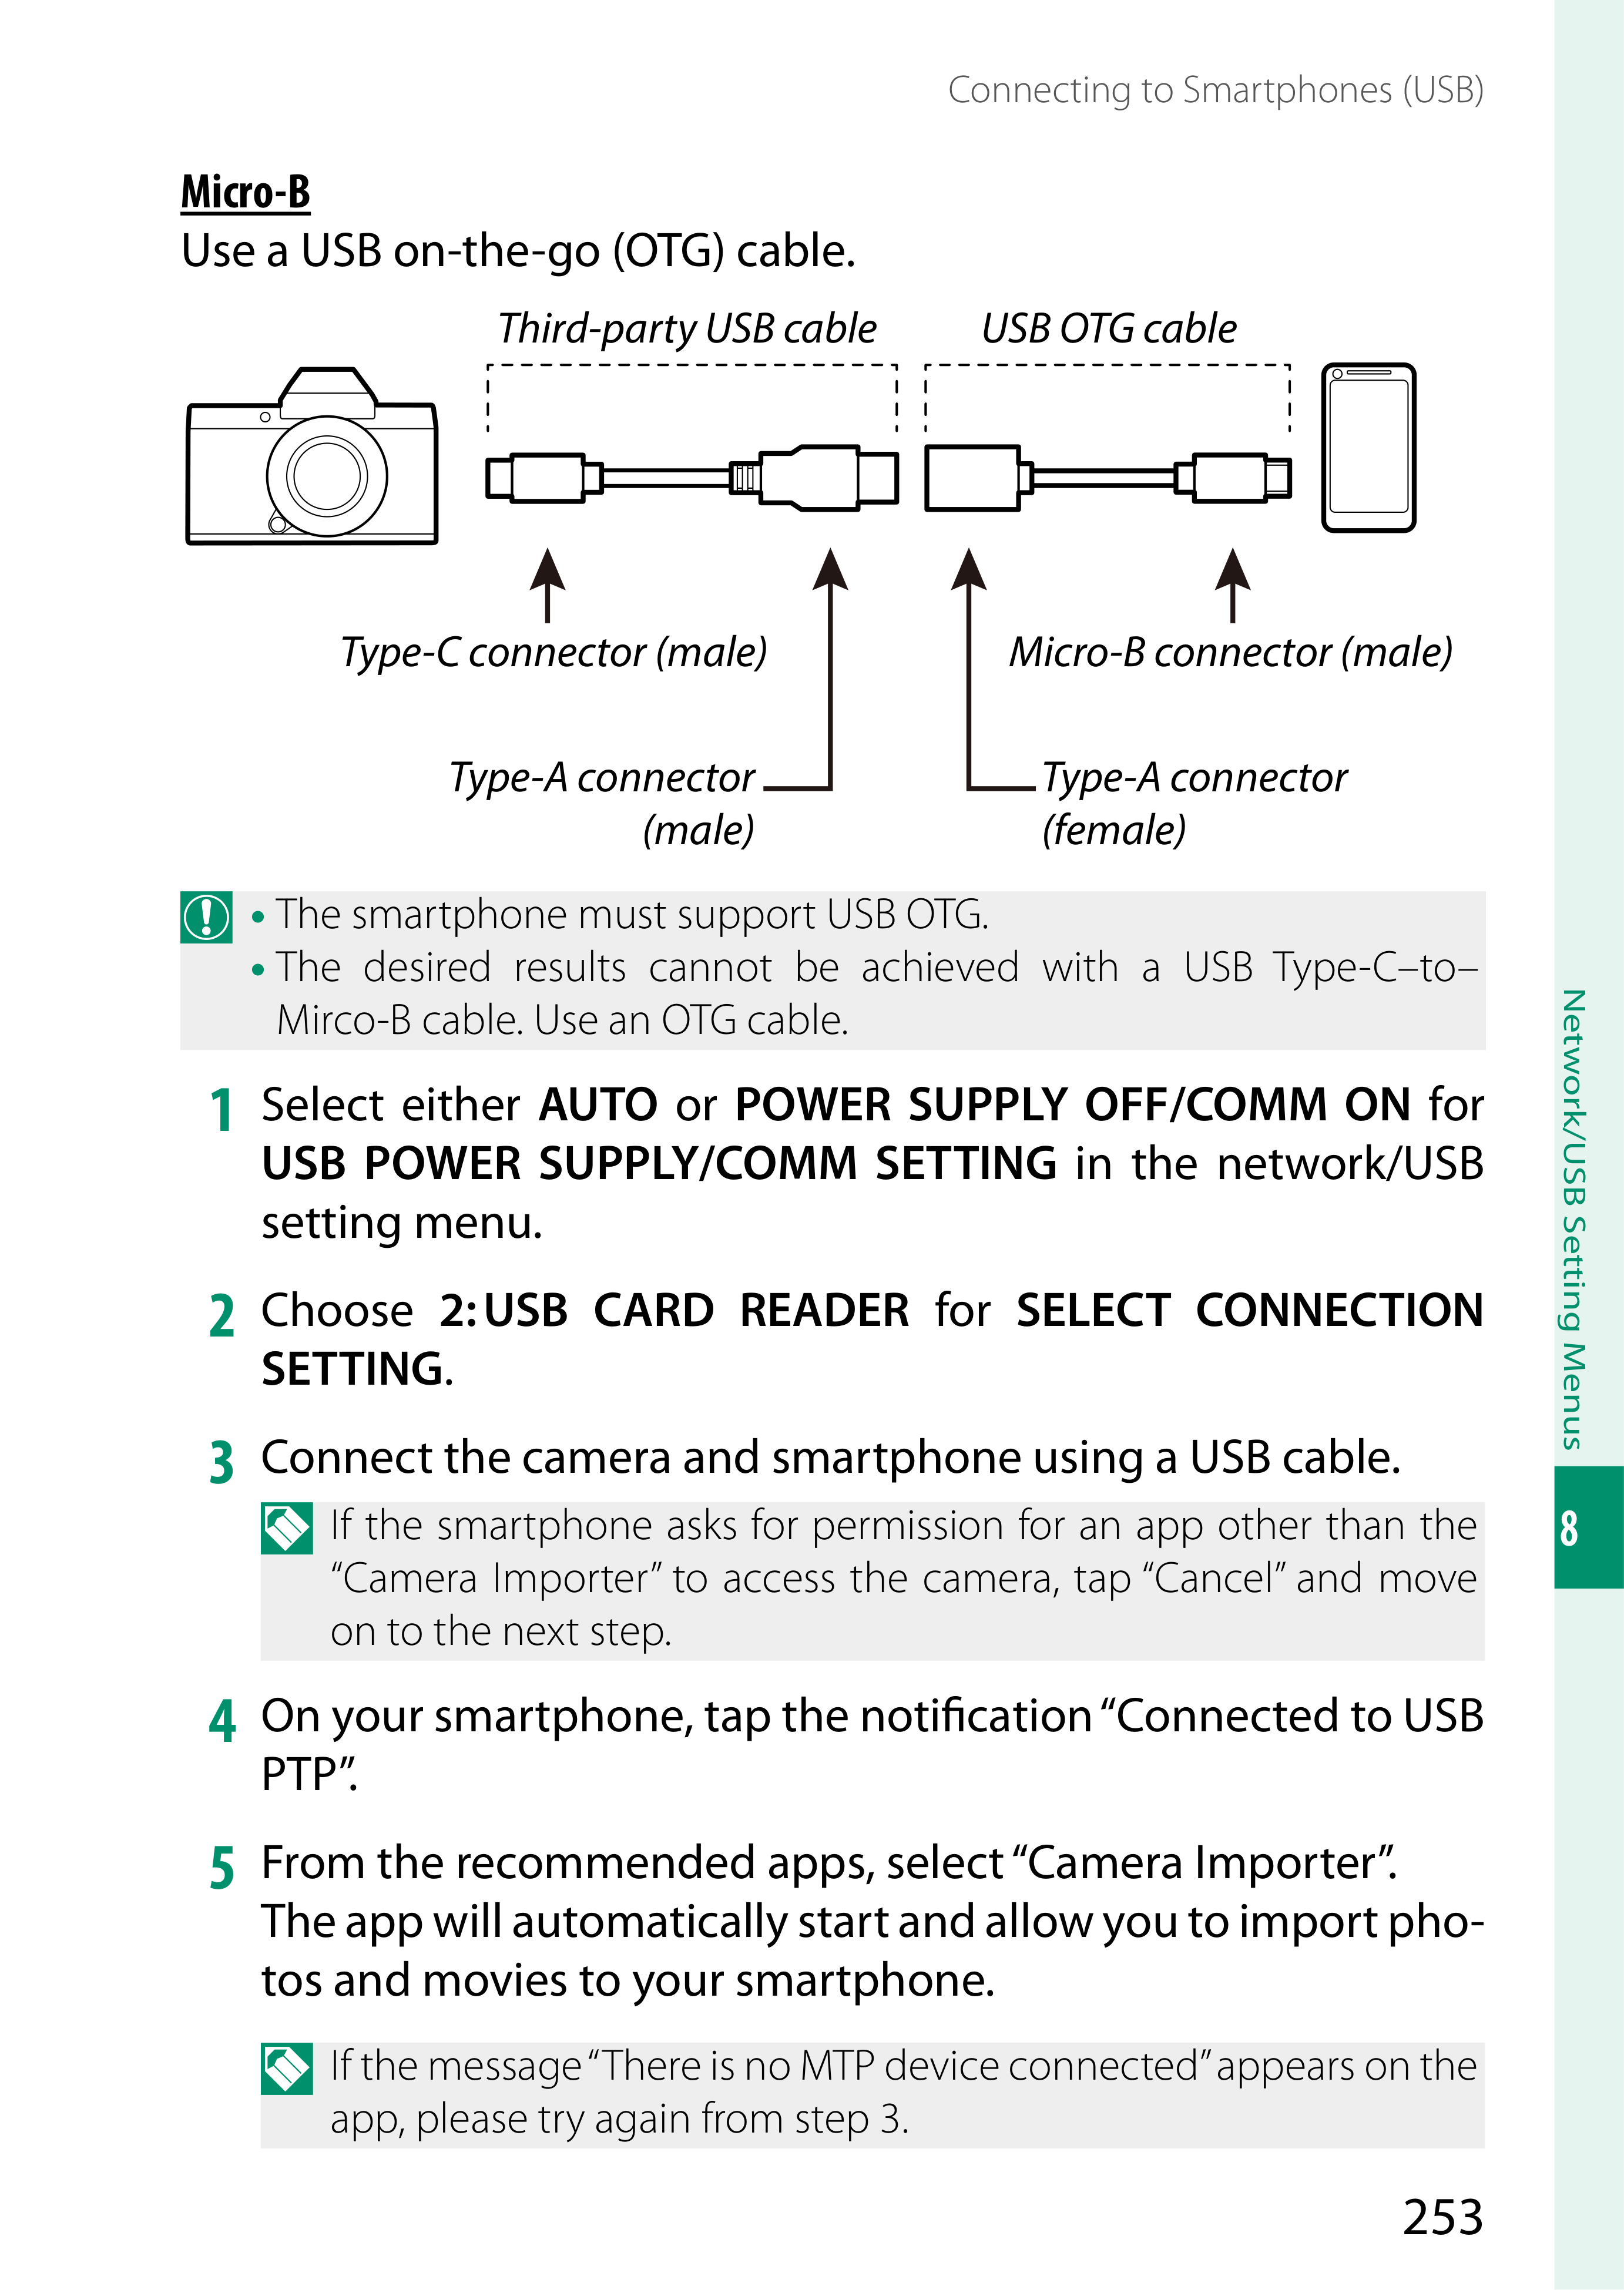 Connecting to Smartphones (USB)
Micro-B
Use a USB on-the-go (OTG) cable.
Third-party USB cable
USB OTG cable
Type-C connector (male)
Micro-B connector (male)
Type-A connector
(male)
Type-A connector
(female)
• The smartphone must support USB OTG.
• The desired results cannot be achieved with a USB Type-C–to–
Mirco-B cable. Use an OTG cable.
1 Select either AUTO or POWER SUPPLY OFF/COMM ON for
USB POWER SUPPLY/COMM SETTING in the network/USB
setting menu.
2 Choose 2: USB CARD READER for SELECT CONNECTION
SETTING.
3 Connect the camera and smartphone using a USB cable.
If the smartphone asks for permission for an app other than the
“Camera Importer” to access the camera, tap “Cancel” and move
on to the next step.
4 On your smartphone, tap the notification “Connected to USB
PTP”.
5 From the recommended apps, select “Camera Importer”.
The app will automatically start and allow you to import pho-
tos and movies to your smartphone.
If the message “There is no MTP device connected” appears on the
app, please try again from step 3.
Network/USB Setting Menus
8
253